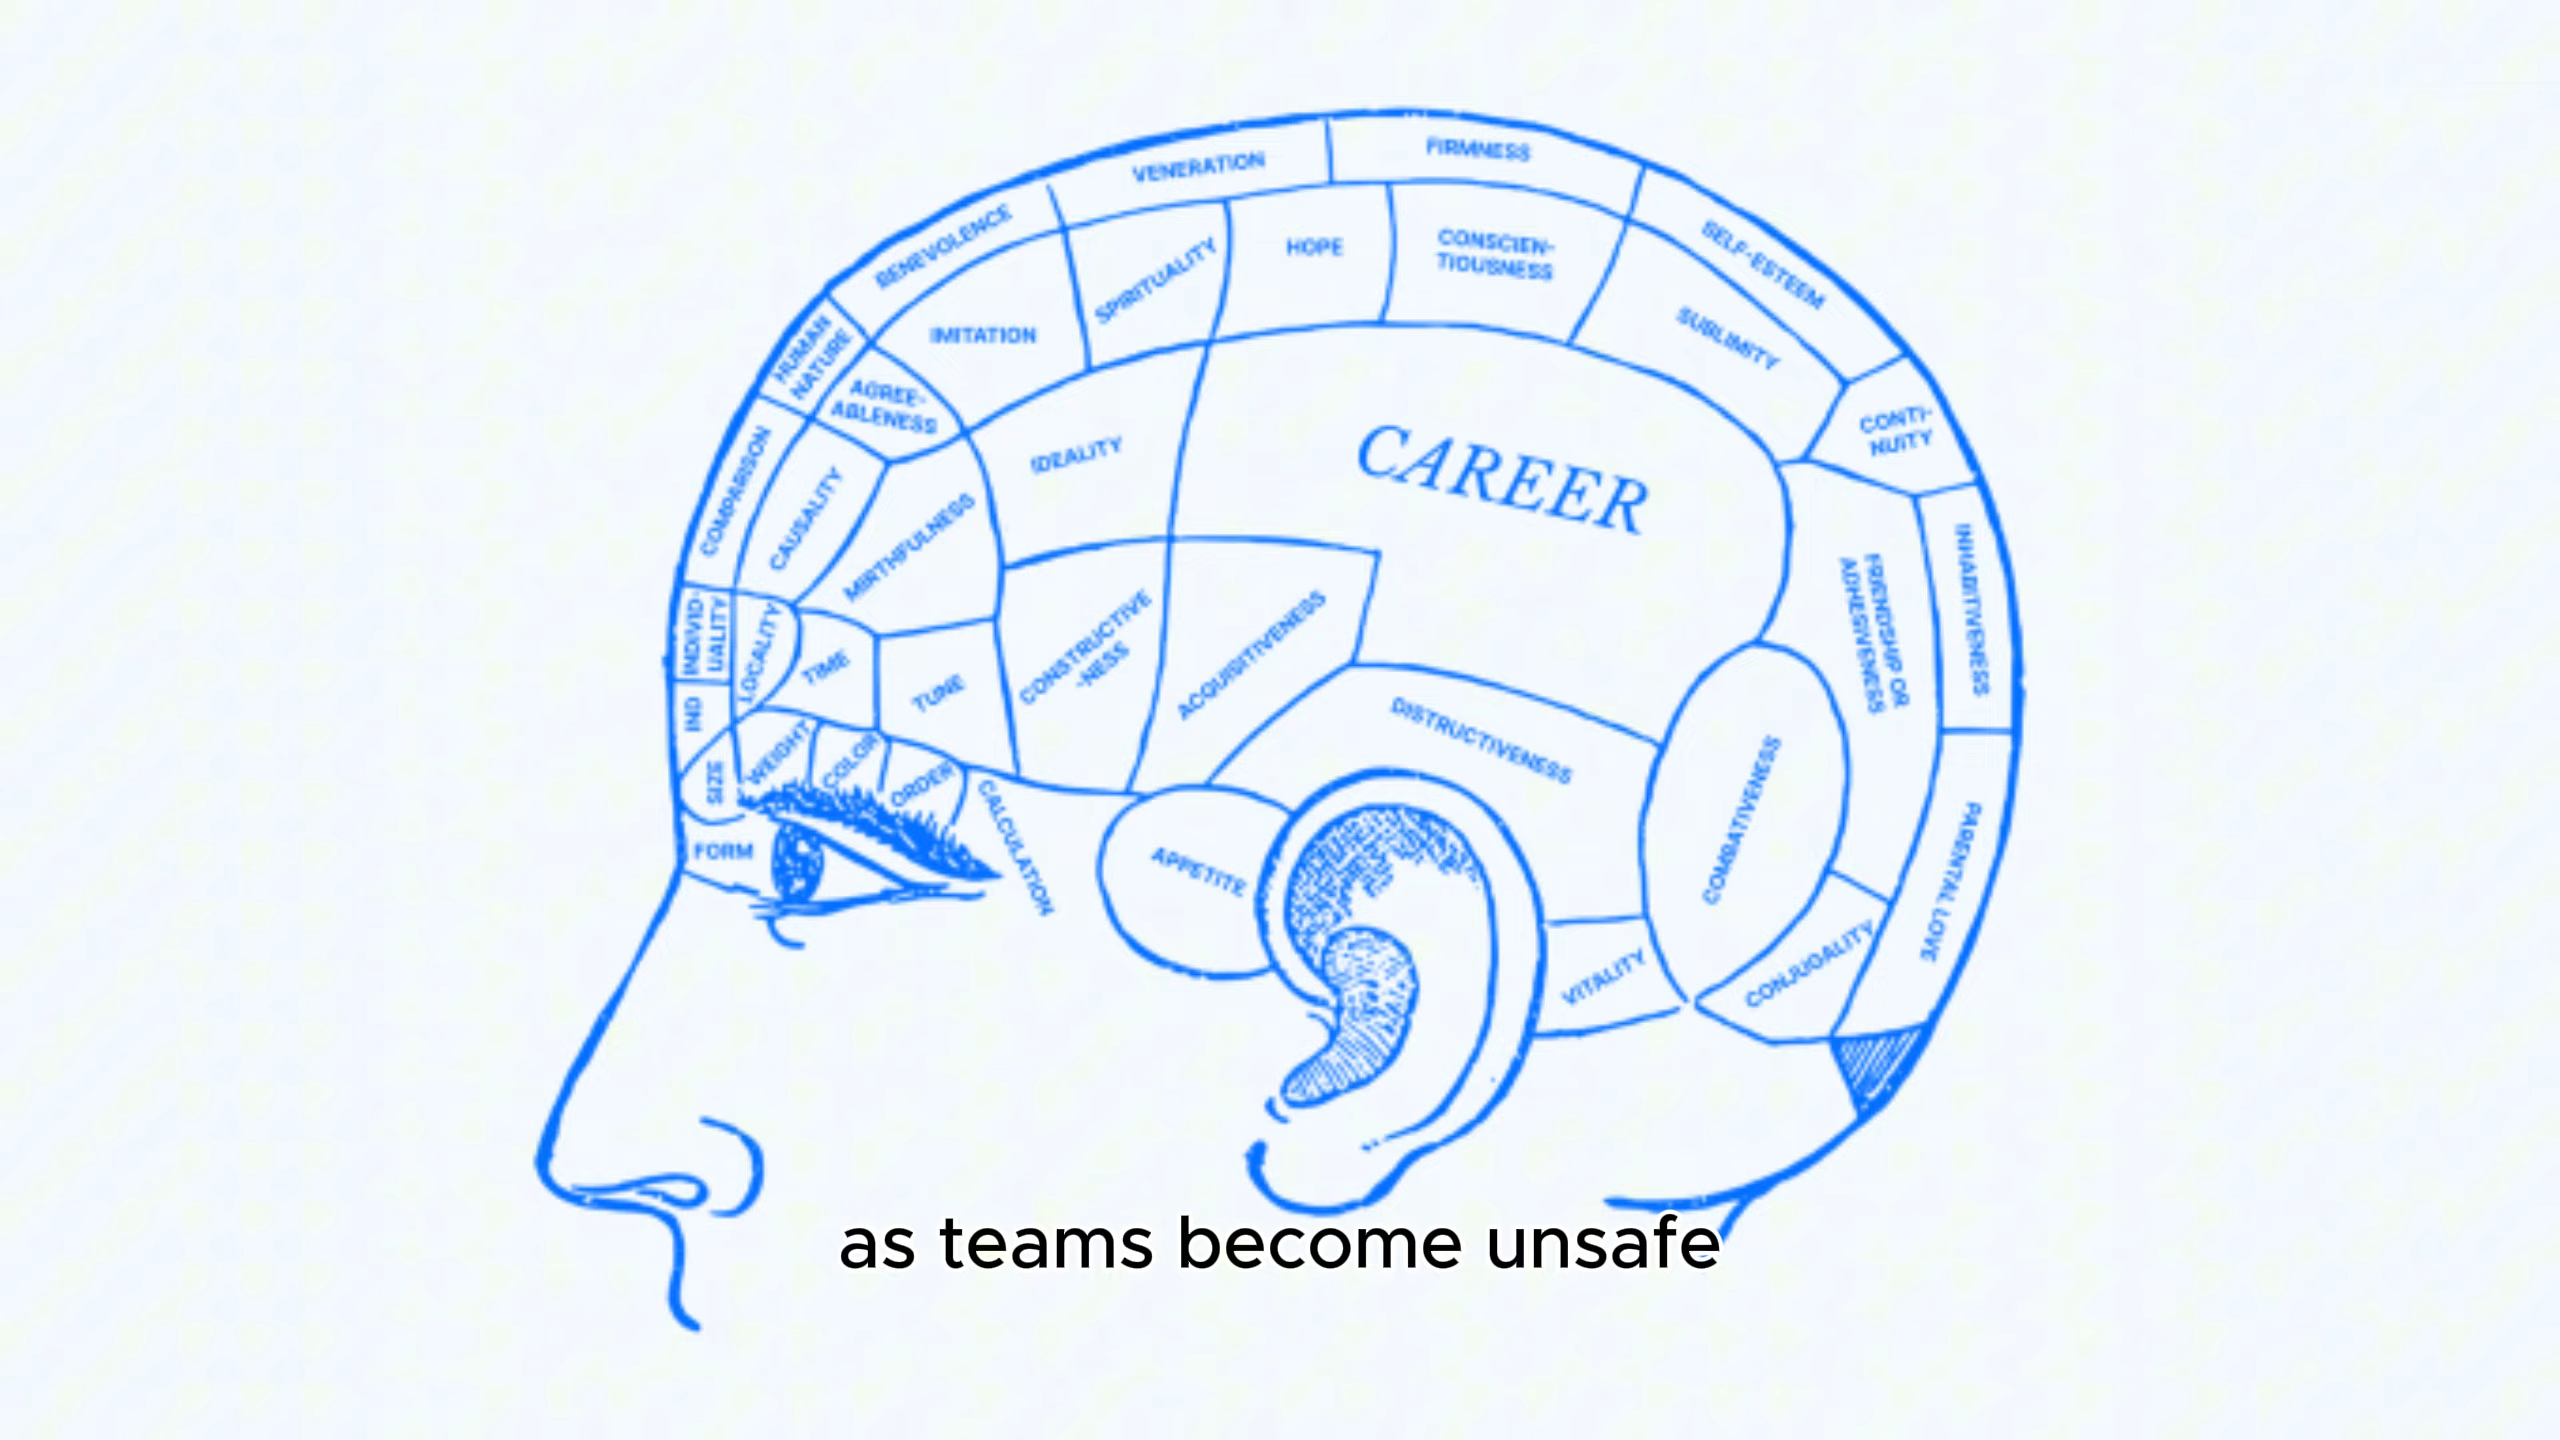 VENERATION
FIRMNESS
BENEVOLENCE
SPIRITUALITY
HOPE
CONSCIEN-
TIOUSNESS
SELF-ESTEEM
HUMAN
NATURE
IMITATION
SUBLIMITY
AGREE-
ABLENESS
CONTI-
NUITY
COMPARISON
CAUSALITY
MIRTHFULNESS
IDEALITY
CAREER
INDIVID-
UALITY
LOCALITY
TIME
TUNE
CONSTRUCTIVE
-NESS
ACQUISITIVENESS
FRIENDSHIP OR
ADHESIVENESS
INHABITIVENESS
IND
SIZE
WEIGHT
COLOR
ORDER
CALCULATION
DISTRUCTIVENESS
COMBATIVENESS
PARENTAL LOVE
FORM
APPETITE
VITALITY
CONJUGALITY
as teams become unsafe